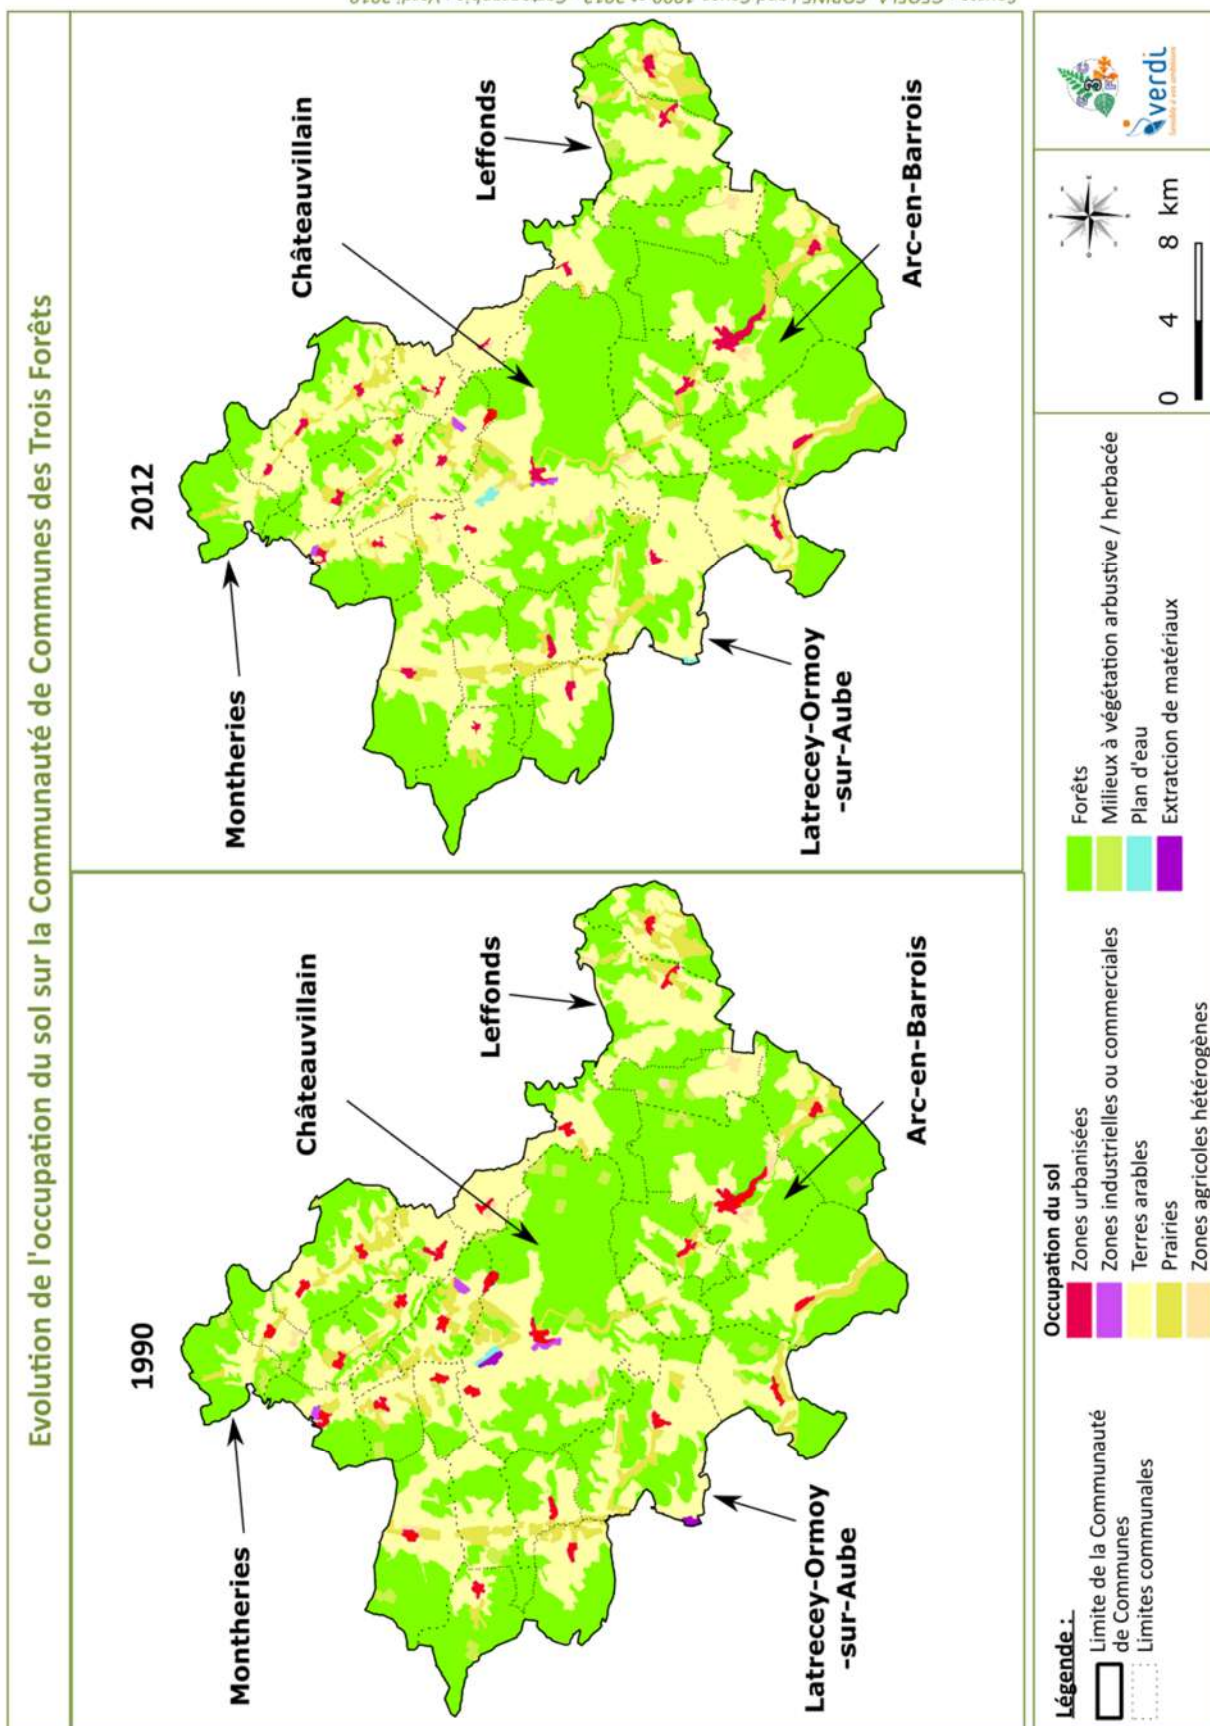 Evolution de l'occupation du sol sur la Communauté de Communes des Trois Forêts
1990
Montheries
Châteauvillain
Leffonds
Latrecey-Ormoy
-sur-Aube
Arc-en-Barrois
2012
Montheries
Châteauvillain
Leffonds
Latrecey-Ormoy
-sur-Aube
Arc-en-Barrois
Légende :
Limite de la Communauté
de Communes
Limites communales
Occupation du sol
Zones urbanisées
Zones industrielles ou commerciales
Terres arables
Prairies
Zones agricoles hétérogènes
Forêts
Milieux à végétation arbustive / herbacée
Plan d'eau
Extratcion de matériaux
0 4 8 km
3
verdi